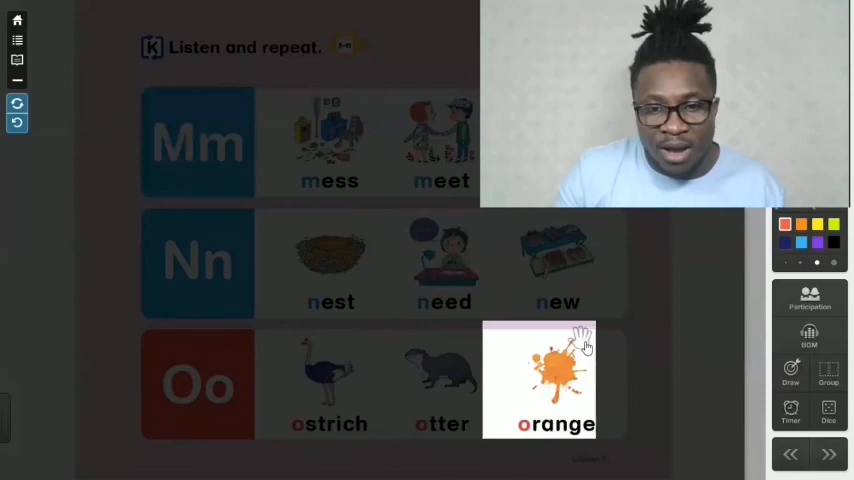 K Listen and repeat.
Mm
mess
meet
Nn
nest
need
new
Oo
ostrich
otter
orange
Participation
BGM
Draw
Group
Timer
Dice